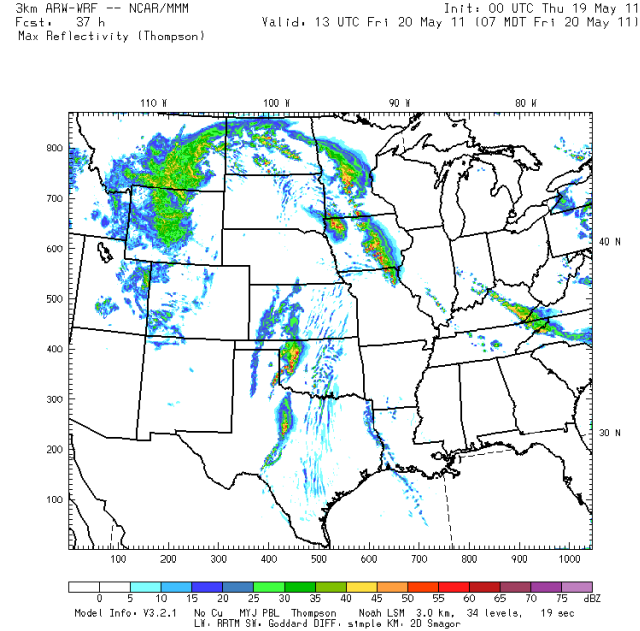 3km ARW-WRF -- NCAR/MMM Init: 00 UTC Thu 19 May 11
Fcst: 37 h Valid: 13 UTC Fri 20 May 11 (07 MDT Fri 20 May 11)
Max Reflectivity (Thompson)
110 W 100 W 90 W 80 W
800
700
600
40 N
500
400
300
30 N
200
100
100 200 300 400 500 600 700 800 900 1000
0 5 10 15 20 25 30 35 40 45 50 55 60 65 70 75 dBZ
Model Info: V3.2.1 No Cu MYJ PBL Thompson Noah LSM 3.0 km, 34 levels, 19 sec
LW: RRTM SW: Goddard DIFF: simple KM: 2D Smagor